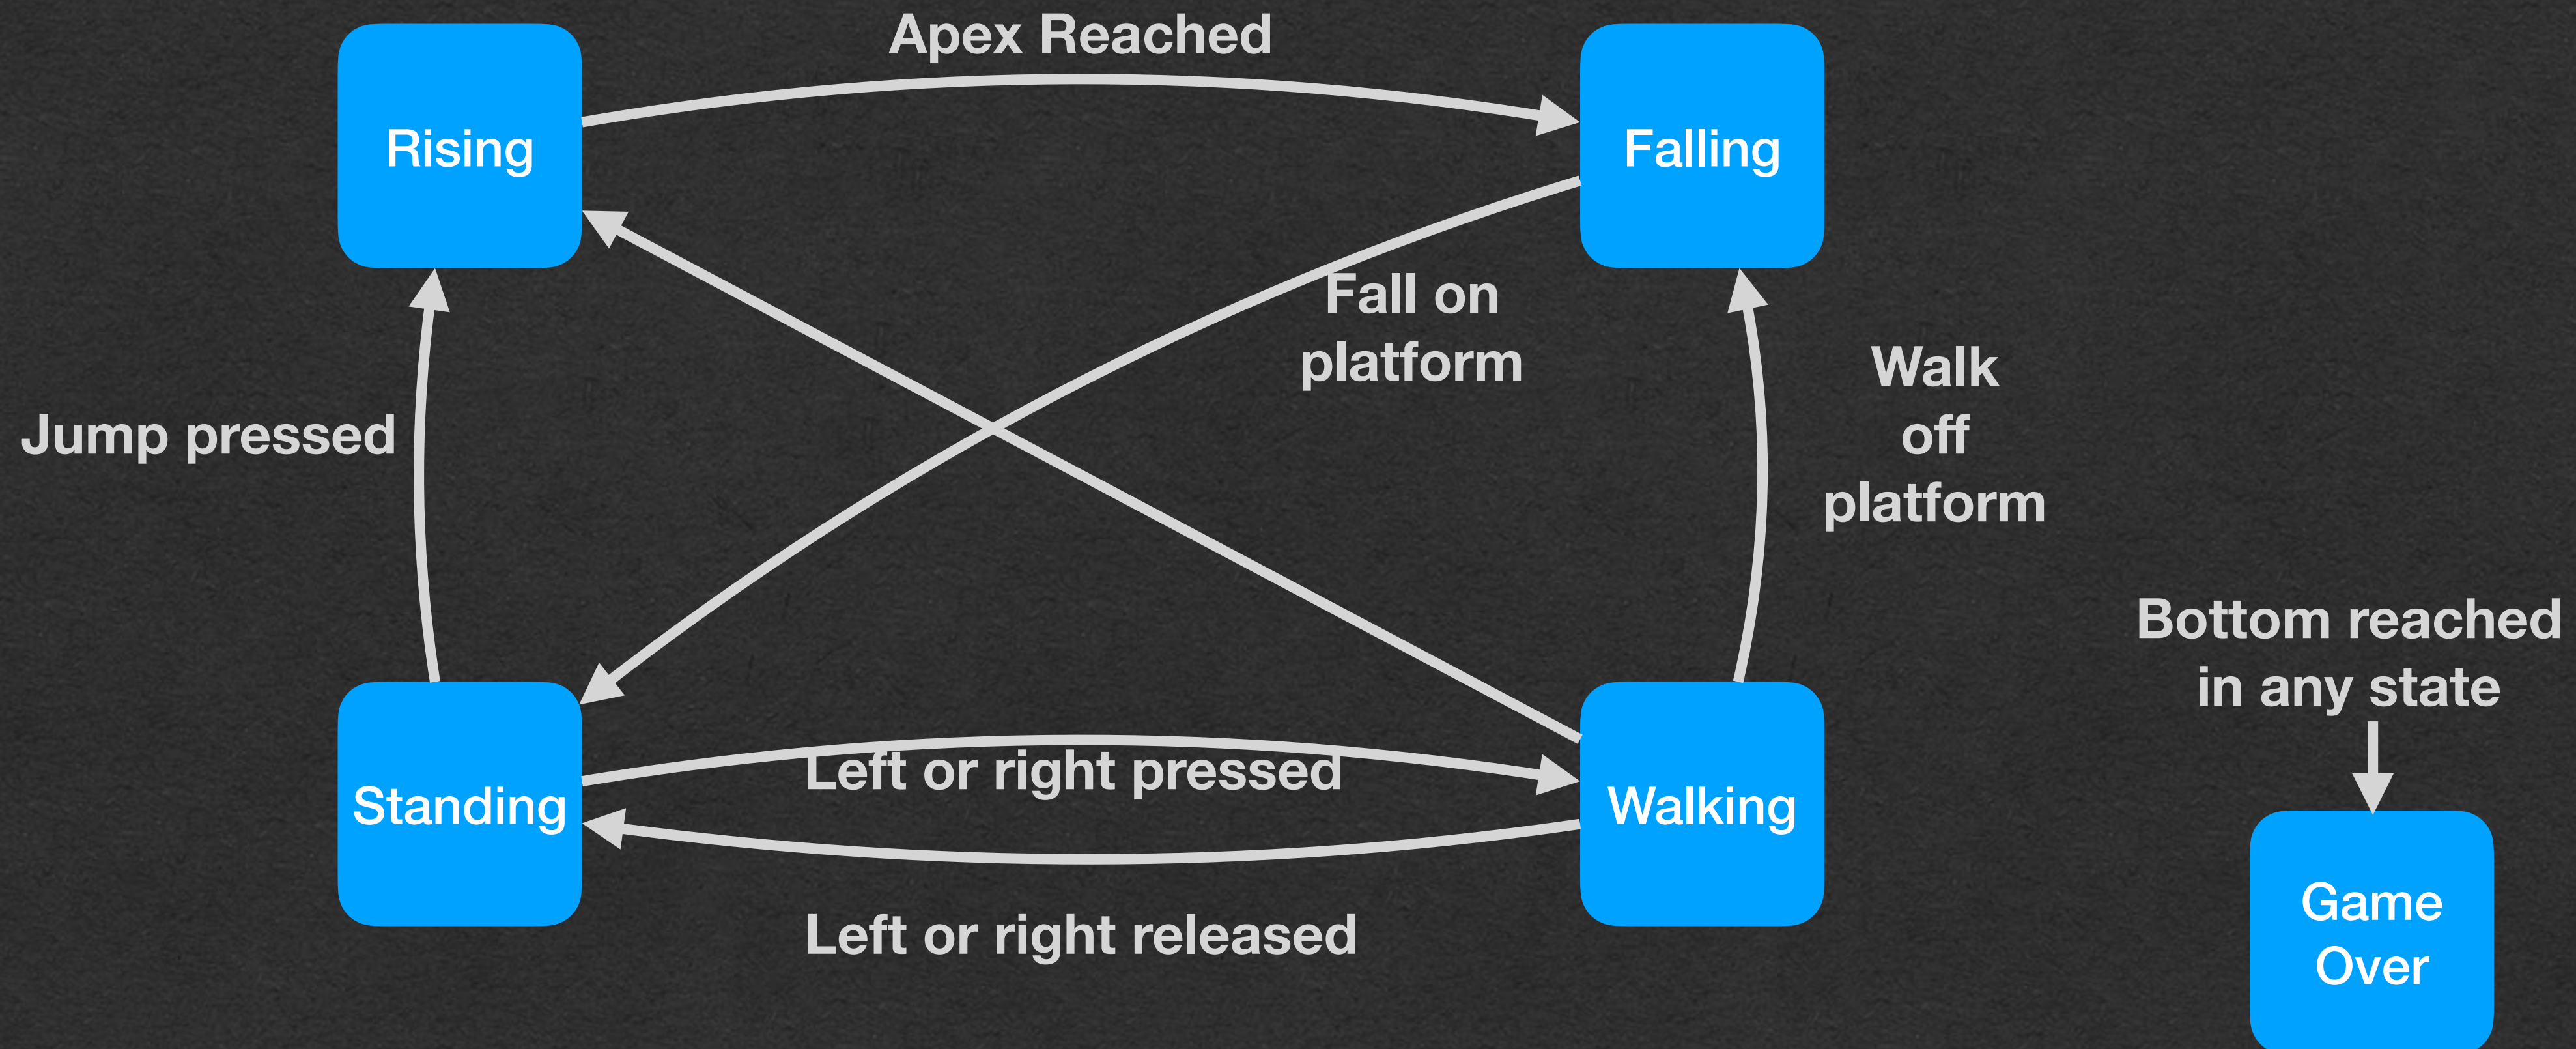 Apex Reached
Rising
Falling
Fall on
platform
Walk
off
platform
Jump pressed
Bottom reached
in any state
Left or right pressed
Standing
Walking
Left or right released
Game
Over